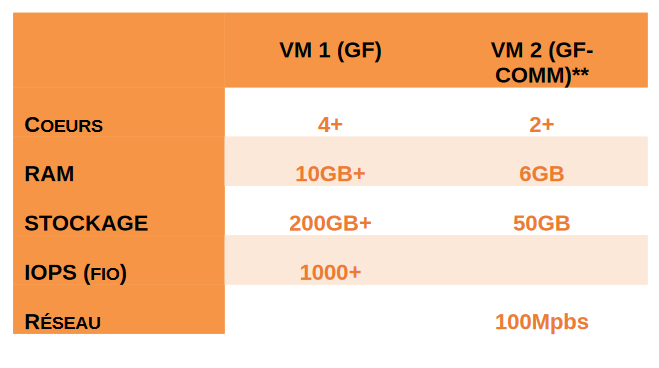 VM 1 (GF) VM 2 (GF-
COMM)**
COEURS 4+ 2+
RAM 10GB+ 6GB
STOCKAGE 200GB+ 50GB
IOPS (FIO) 1000+
RÉSEAU 100Mpbs